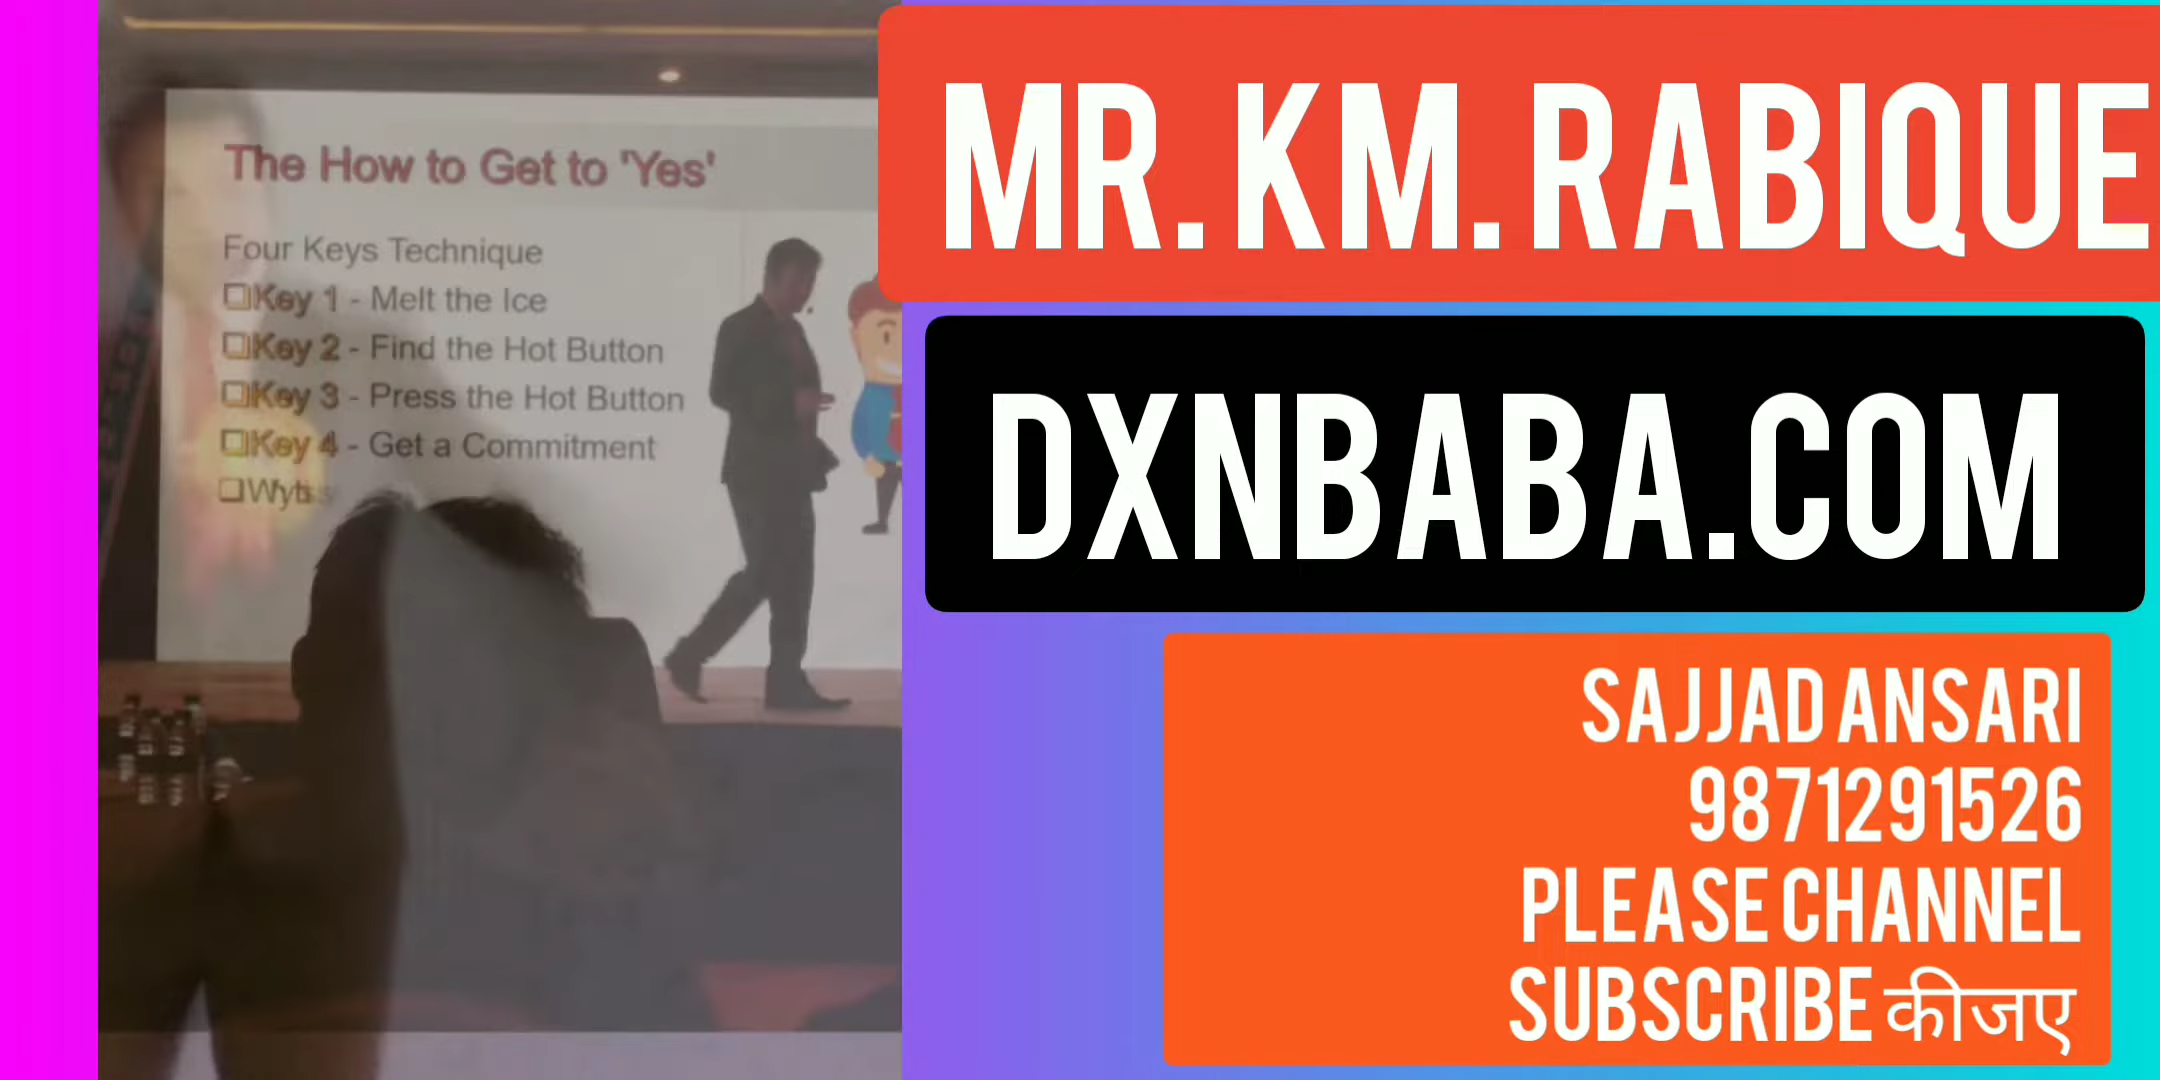 The How to Get to 'Yes'
Four Keys Technique
Key 1 - Melt the Ice
Key 2 - Find the Hot Button
Key 3 - Press the Hot Button
Key 4 - Get a Commitment
MR. KM. RABIQUE
DXNBABA.COM
SAJJAD ANSARI
9871291526
PLEASE CHANNEL
SUBSCRIBE कीजए